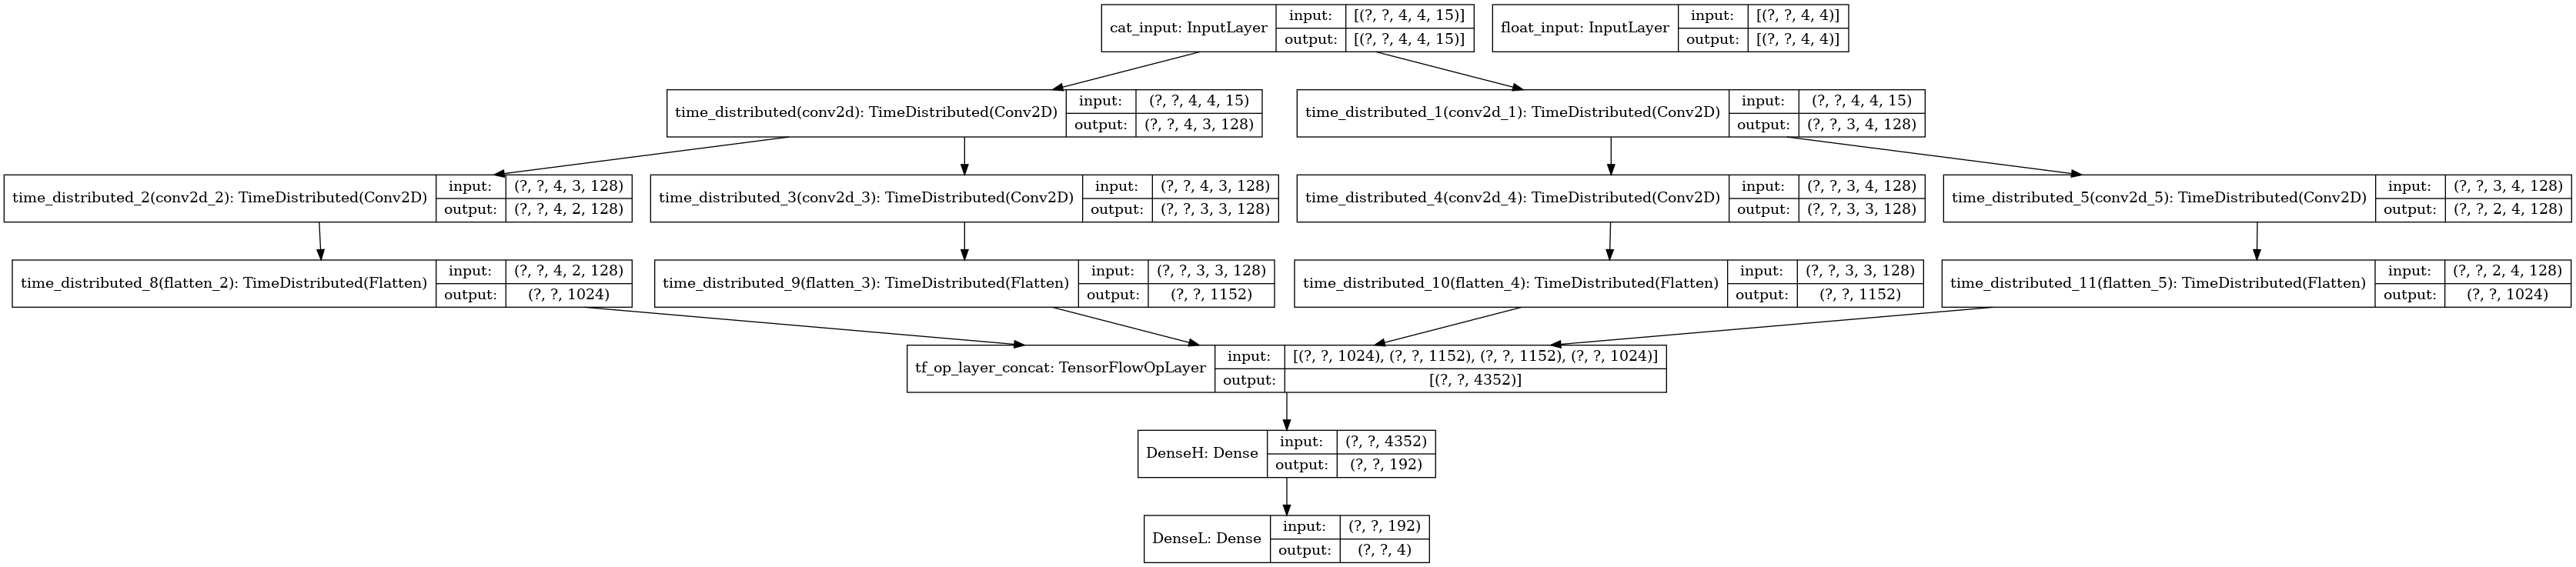 cat_input: InputLayer
input: [(?, ?, 4, 4, 15)]
output: [(?, ?, 4, 4, 15)]
float_input: InputLayer
input: [(?, ?, 4, 4)]
output: [(?, ?, 4, 4)]
time_distributed(conv2d): TimeDistributed(Conv2D)
input: (?, ?, 4, 4, 15)
output: (?, ?, 4, 3, 128)
time_distributed_1(conv2d_1): TimeDistributed(Conv2D)
input: (?, ?, 4, 4, 15)
output: (?, ?, 3, 4, 128)
time_distributed_2(conv2d_2): TimeDistributed(Conv2D)
input: (?, ?, 4, 3, 128)
output: (?, ?, 4, 2, 128)
time_distributed_3(conv2d_3): TimeDistributed(Conv2D)
input: (?, ?, 4, 3, 128)
output: (?, ?, 3, 3, 128)
time_distributed_4(conv2d_4): TimeDistributed(Conv2D)
input: (?, ?, 3, 4, 128)
output: (?, ?, 3, 3, 128)
time_distributed_5(conv2d_5): TimeDistributed(Conv2D)
input: (?, ?, 3, 4, 128)
output: (?, ?, 2, 4, 128)
time_distributed_8(flatten_2): TimeDistributed(Flatten)
input: (?, ?, 4, 2, 128)
output: (?, ?, 1024)
time_distributed_9(flatten_3): TimeDistributed(Flatten)
input: (?, ?, 3, 3, 128)
output: (?, ?, 1152)
time_distributed_10(flatten_4): TimeDistributed(Flatten)
input: (?, ?, 3, 3, 128)
output: (?, ?, 1152)
time_distributed_11(flatten_5): TimeDistributed(Flatten)
input: (?, ?, 2, 4, 128)
output: (?, ?, 1024)
tf_op_layer_concat: TensorFlowOpLayer
input: [(?, ?, 1024), (?, ?, 1152), (?, ?, 1152), (?, ?, 1024)]
output: [(?, ?, 4352)]
DenseH: Dense
input: (?, ?, 4352)
output: (?, ?, 192)
DenseL: Dense
input: (?, ?, 192)
output: (?, ?, 4)